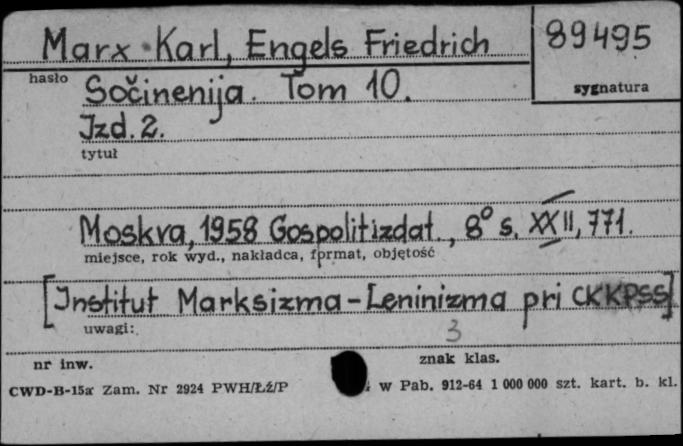 Marx Karl, Engels Friedrich
89495
hasło
sygnatura
Sočinenija. Tom 10.
Jzd. 2.
tytuł
Moskva, 1958 Gospolitizdat., 8° s. XXII, 771.
miejsce, rok wyd., nakładca, format, objętość
[Jnstitut Marksizma-Leninizma pri CKKPSS]
uwagi:
3
nr inw.
znak klas.
CWD-B-15a Zam. Nr 2924 PWH/Łź/P w Pab. 912-64 1 000 000 szt. kart. b. kl.